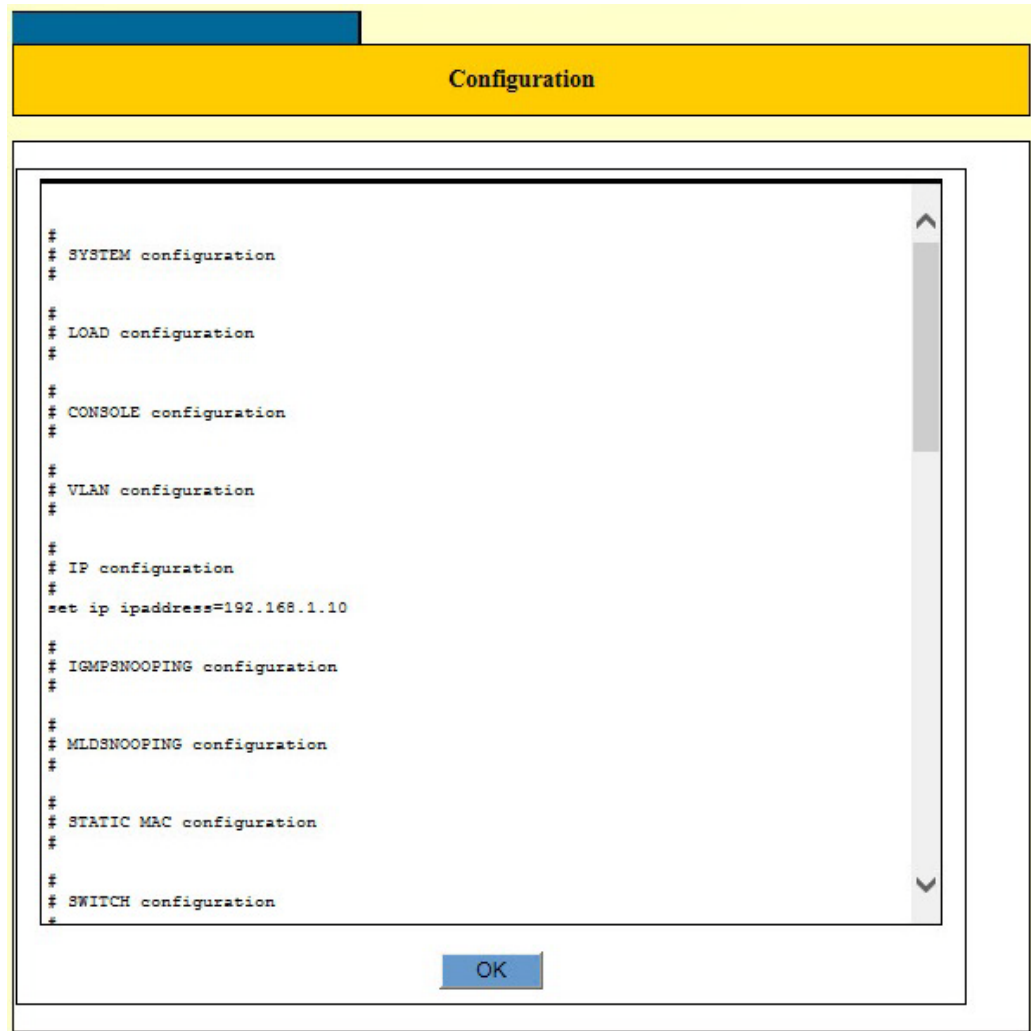 Configuration
#
# SYSTEM configuration
#
#
# LOAD configuration
#
#
# CONSOLE configuration
#
#
# VLAN configuration
#
#
# IP configuration
#
set ip ipaddress=192.168.1.10
#
# IGMPSNOOPING configuration
#
#
# MLDSNOOPING configuration
#
#
# STATIC MAC configuration
#
#
# SWITCH configuration
#
OK